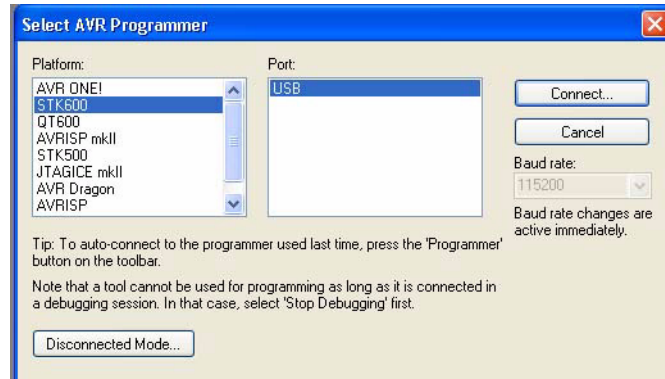 Select AVR Programmer
Platform:
Port:
AVR ONE!
STK600
QT600
AVRISP mkII
STK500
JTAGICE mkII
AVR Dragon
AVRISP
USB
Connect...
Cancel
Baud rate:
115200
Baud rate changes are
active immediately.
Tip: To auto-connect to the programmer used last time, press the 'Programmer'
button on the toolbar.
Note that a tool cannot be used for programming as long as it is connected in
a debugging session. In that case, select 'Stop Debugging' first.
Disconnected Mode...